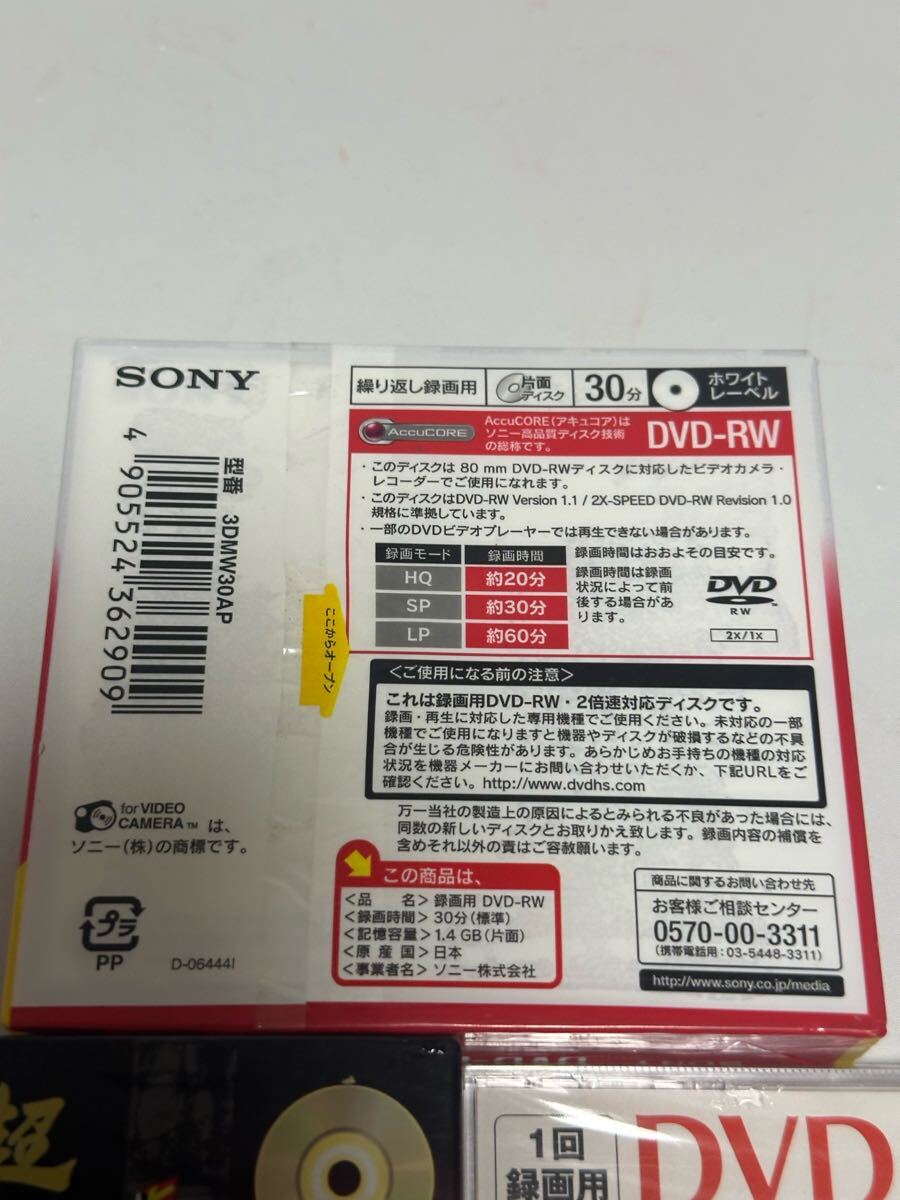 SONY
4 905524 362909
型番 3DMW30AP
ここからオープン
for VIDEO
CAMERA™ は、
ソニー(株)の商標です。
プラ
PP
D-06444I
繰り返し録画用
片面
ディスク
30分
ホワイト
レーベル
AccuCORE
AccuCORE(アキュコア)は
ソニー高品質ディスク技術
の総称です。
DVD-RW
・このディスクは 80 mm DVD-RWディスクに対応したビデオカメラ・
レコーダーでご使用になれます。
・このディスクはDVD-RW Version 1.1 / 2X-SPEED DVD-RW Revision 1.0
規格に準拠しています。
・一部のDVDビデオプレーヤーでは再生できない場合があります。
録画モード 録画時間
HQ 約20分
SP 約30分
LP 約60分
録画時間はおおよその目安です。
録画時間は録画
状況によって前
後する場合があ
ります。
DVD
RW
2x/1x
<ご使用になる前の注意>
これは録画用DVD-RW・2倍速対応ディスクです。
録画・再生に対応した専用機種でご使用ください。未対応の一部
機種でご使用になりますと機器やディスクが破損するなどの不具
合が生じる危険性があります。あらかじめお手持ちの機種の対応
状況を機器メーカーにお問い合わせいただくか、下記URLをご
確認ください。http://www.dvdhs.com
万一当社の製造上の原因によるとみられる不良があった場合には、
同数の新しいディスクとお取りかえ致します。録画内容の補償を
含めそれ以外の責はご容赦願います。
この商品は、
<品 名> 録画用 DVD-RW
<録画時間> 30分(標準)
<記憶容量> 1.4 GB(片面)
<原産国> 日本
<事業者名> ソニー株式会社
商品に関するお問い合わせ先
お客様ご相談センター
0570-00-3311
(携帯電話用:03-5448-3311)
http://www.sony.co.jp/media
超
1回
録画用
DVD